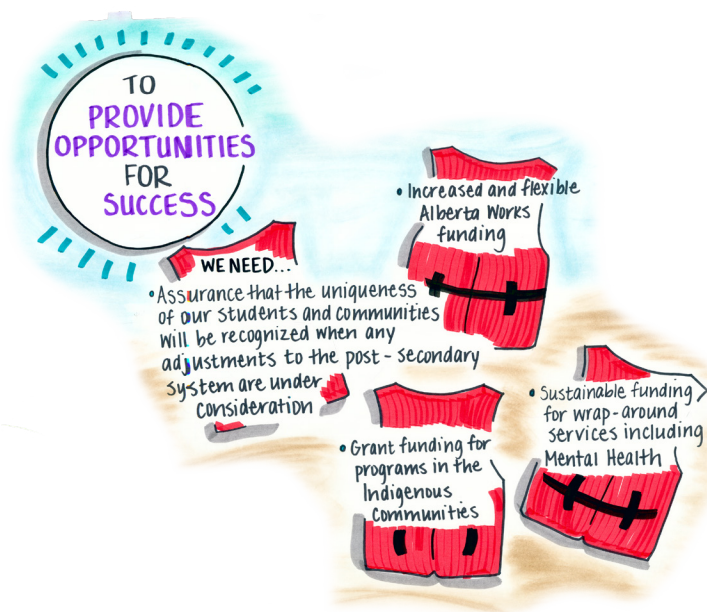 TO
PROVIDE
OPPORTUNITIES
FOR
SUCCESS
WE NEED...
• Assurance that the uniqueness
of our students and communities
will be recognized when any
adjustments to the post - secondary
system are under
consideration
• Increased and flexible
Alberta Works
funding
• Grant funding for
programs in the
Indigenous
Communities
• Sustainable funding
for wrap-around
services including
Mental Health